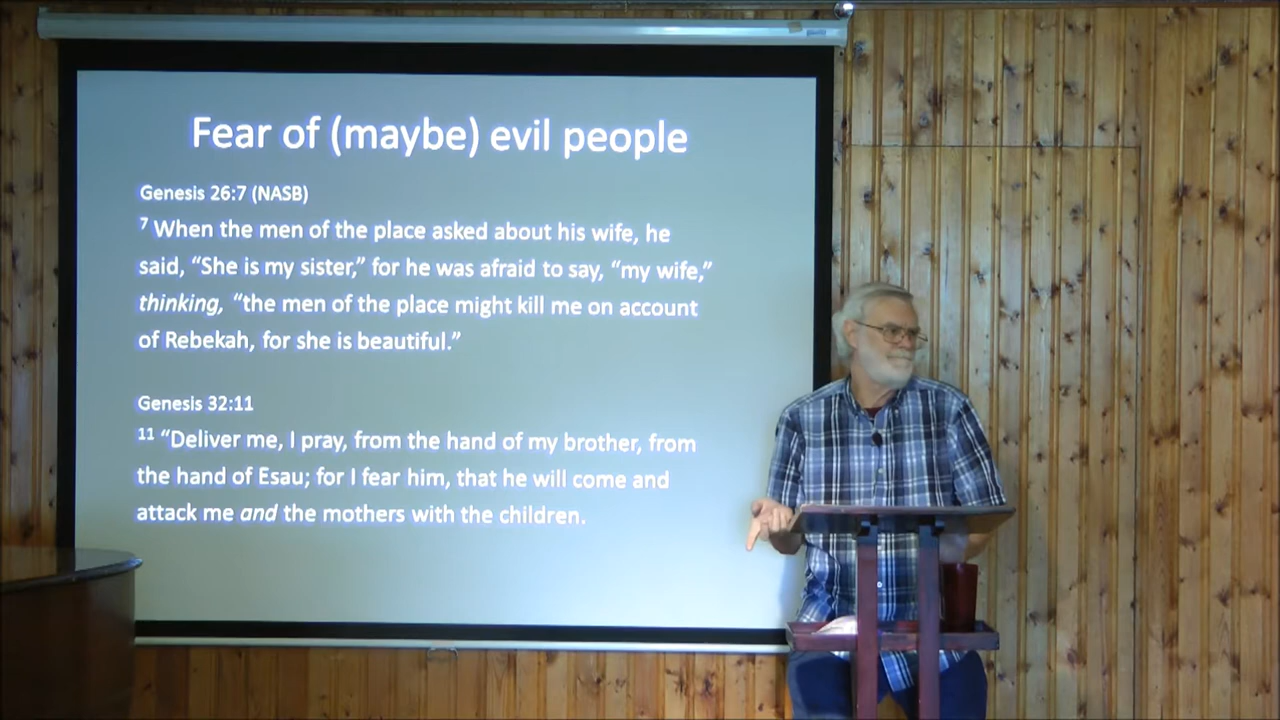 Fear of (maybe) evil people
Genesis 26:7 (NASB)
7 When the men of the place asked about his wife, he
said, “She is my sister,” for he was afraid to say, “my wife,”
thinking, “the men of the place might kill me on account
of Rebekah, for she is beautiful.”
Genesis 32:11
11 “Deliver me, I pray, from the hand of my brother, from
the hand of Esau; for I fear him, that he will come and
attack me and the mothers with the children.